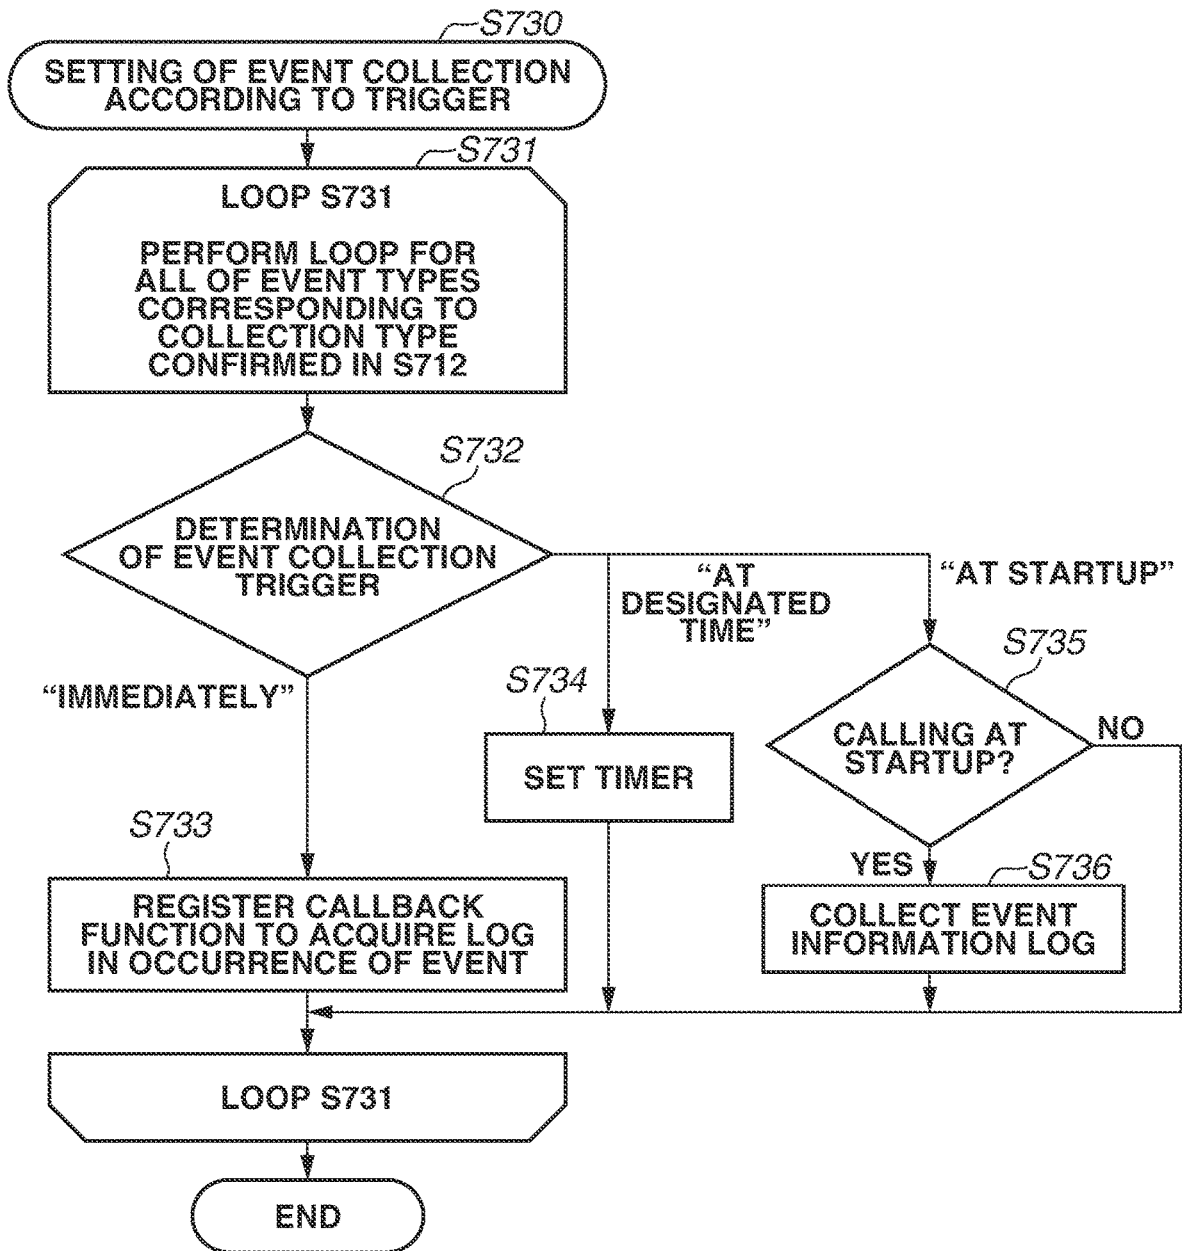 S730
SETTING OF EVENT COLLECTION
ACCORDING TO TRIGGER
S731
LOOP S731
PERFORM LOOP FOR
ALL OF EVENT TYPES
CORRESPONDING TO
COLLECTION TYPE
CONFIRMED IN S712
S732
DETERMINATION
OF EVENT COLLECTION
TRIGGER
“IMMEDIATELY”
“AT
DESIGNATED
TIME”
“AT STARTUP”
S734
SET TIMER
S735
CALLING AT
STARTUP?
NO
YES
S736
COLLECT EVENT
INFORMATION LOG
S733
REGISTER CALLBACK
FUNCTION TO ACQUIRE LOG
IN OCCURRENCE OF EVENT
LOOP S731
END